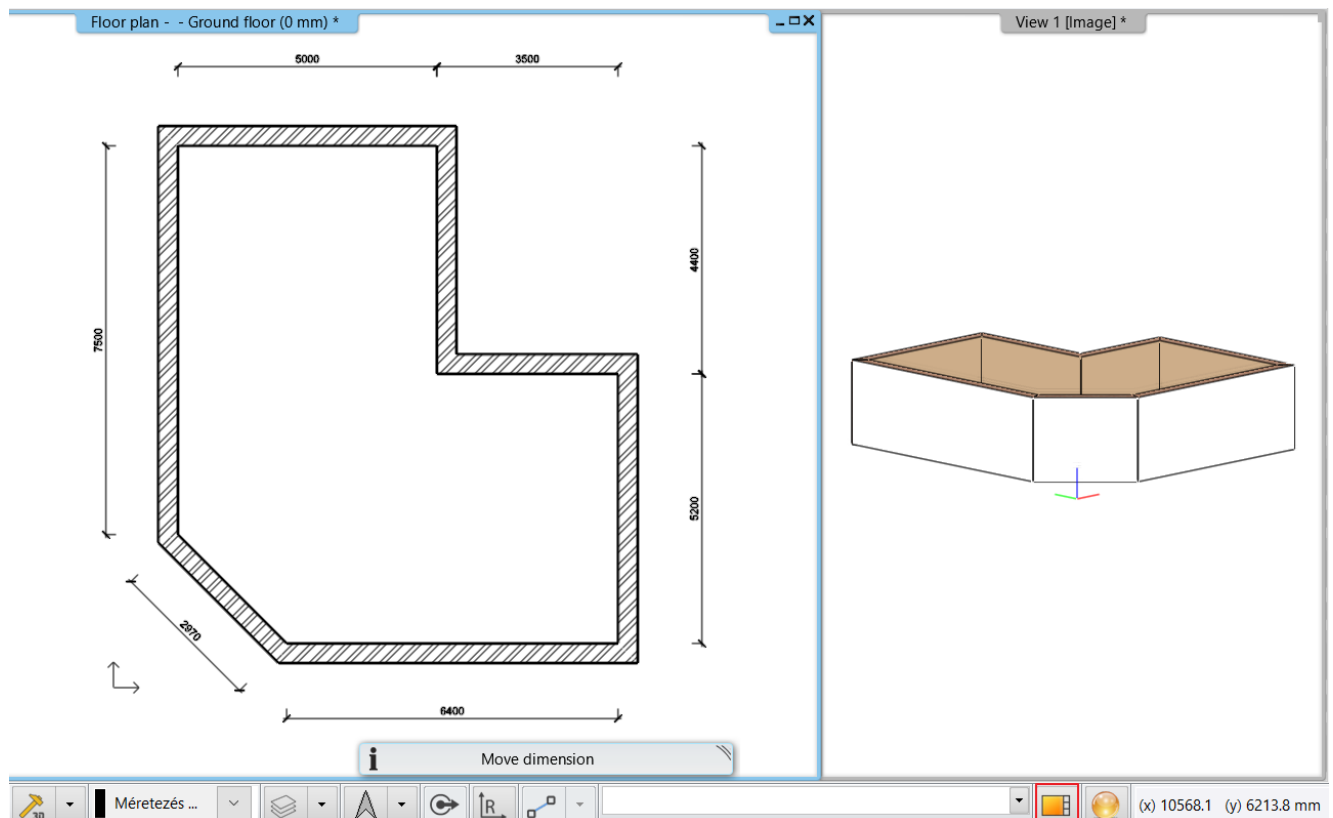 Floor plan - - Ground floor (0 mm) *
View 1 [Image] *
5000
3500
7500
4400
5200
2970
6400
i Move dimension
3D
Méretezés ...
R
(x) 10568.1 (y) 6213.8 mm